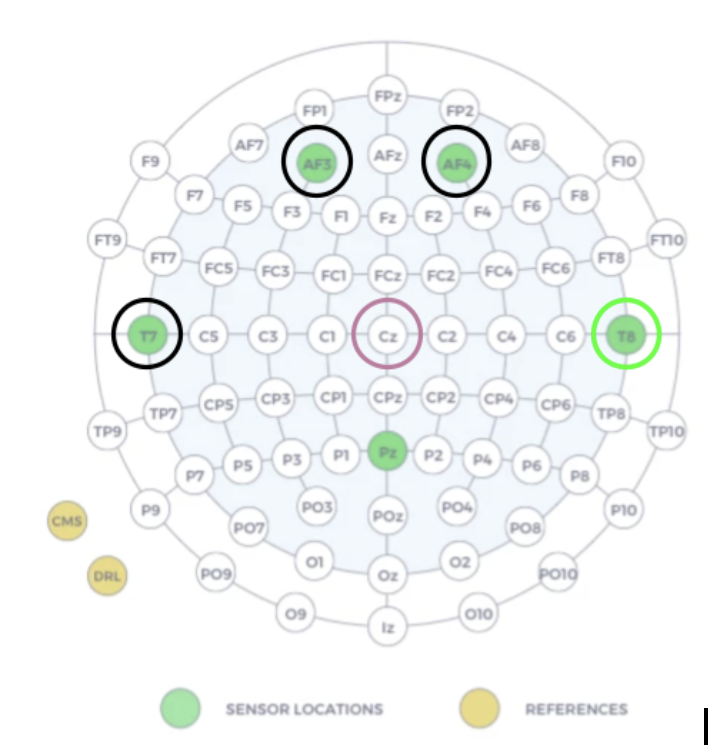 FPz
FP1 FP2
AF7 AF8
AF3 AFz AF4
F9 F10
F7 F8
F5 F3 F1 Fz F2 F4 F6
FT9 FT10
FT7 FT8
FC5 FC3 FC1 FCz FC2 FC4 FC6
T7 C5 C3 C1 Cz C2 C4 C6 T8
CP5 CP3 CP1 CPz CP2 CP4 CP6
TP7 TP8
TP9 TP10
P5 P3 P1 Pz P2 P4 P6
P7 P8
P9 PO3 POz PO4 P10
CMS
PO7 PO8
O1 O2
DRL PO9 Oz PO10
O9 O10
Iz
SENSOR LOCATIONS REFERENCES